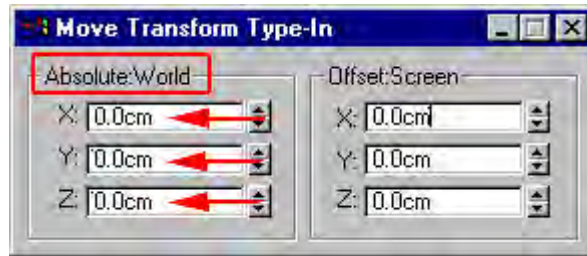 Move Transform Type-In
Absolute:World
X: 0.0cm
Y: 0.0cm
Z: 0.0cm
Offset:Screen
X: 0.0cm
Y: 0.0cm
Z: 0.0cm